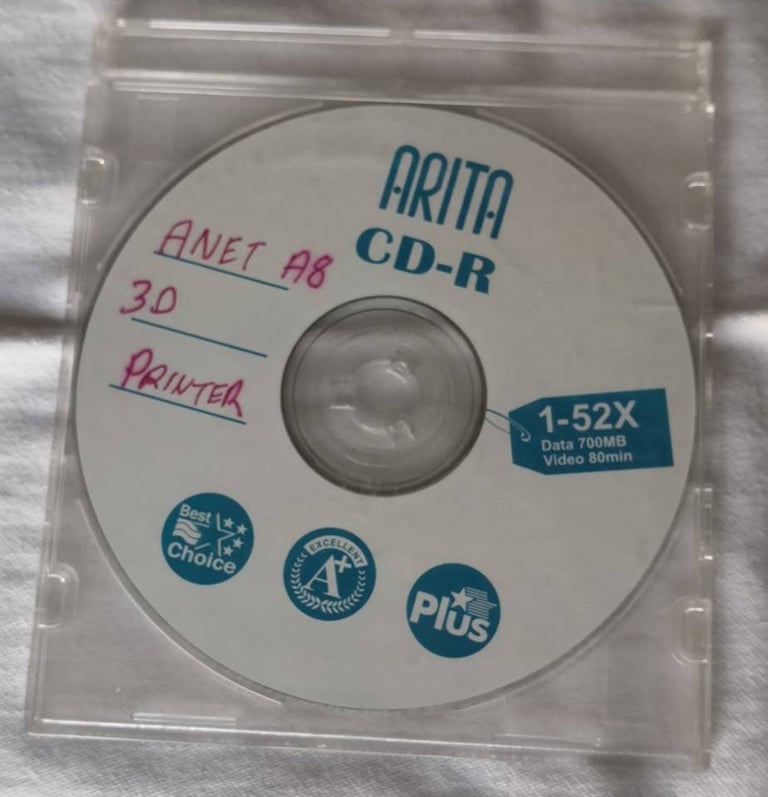 ARITA
CD-R
ANET A8
3D
PRINTER
1-52X
Data 700MB
Video 80min
Best
Choice
EXCELLENT
A+
Plus